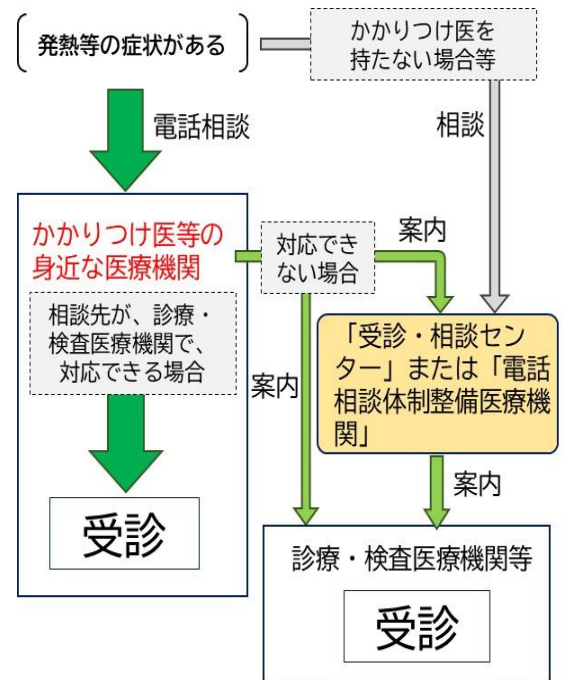 発熱等の症状がある
かかりつけ医を
持たない場合等
電話相談
相談
かかりつけ医等の
身近な医療機関
対応でき
ない場合
案内
相談先が、診療・
検査医療機関で、
対応できる場合
案内
「受診・相談セン
ター」または「電話
相談体制整備医療機
関」
案内
受診
診療・検査医療機関等
受診